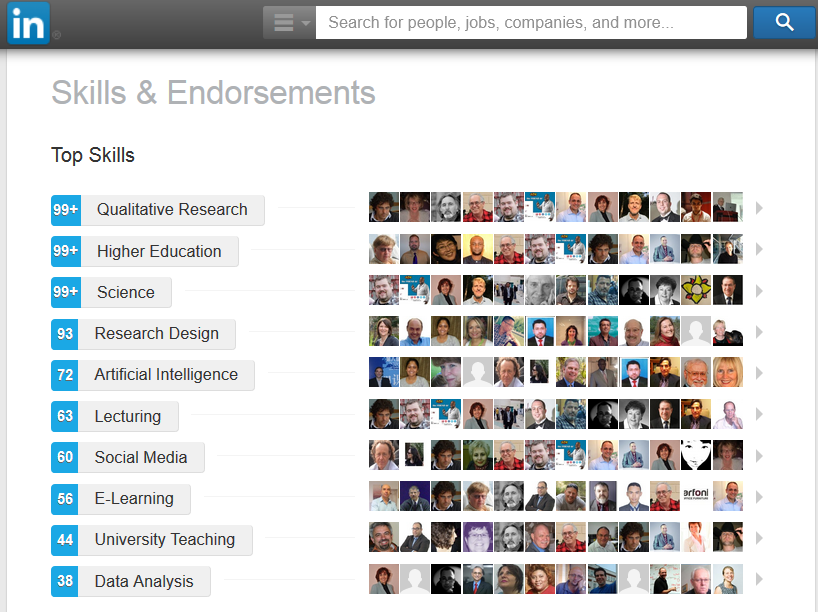 in ®
Search for people, jobs, companies, and more...
Skills & Endorsements
Top Skills
99+ Qualitative Research
99+ Higher Education
99+ Science
93 Research Design
72 Artificial Intelligence
63 Lecturing
60 Social Media
56 E-Learning
erfoni
44 University Teaching
38 Data Analysis